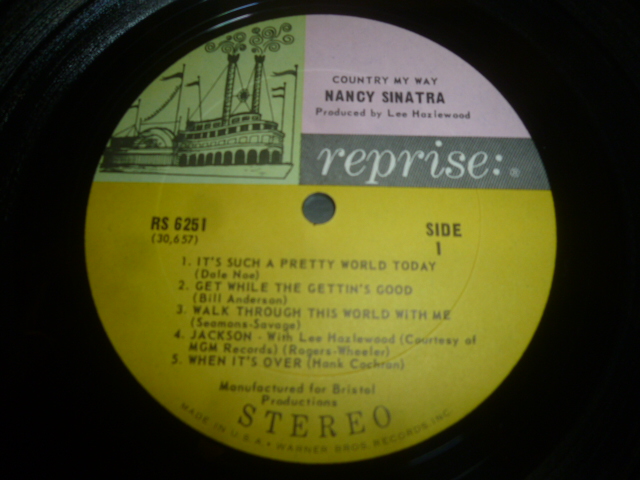 COUNTRY MY WAY
NANCY SINATRA
Produced by Lee Hazlewood
reprise:®
RS 6251
(30,657)
SIDE
1
1. IT'S SUCH A PRETTY WORLD TODAY
(Dale Noe)
2. GET WHILE THE GETTIN'S GOOD
(Bill Anderson)
3. WALK THROUGH THIS WORLD WITH ME
(Seamons-Savage)
4. JACKSON - With Lee Hazlewood (Courtesy of
MGM Records) (Rogers-Wheeler)
5. WHEN IT'S OVER (Hank Cochran)
Manufactured for Bristol
Productions
STEREO
MADE IN U.S.A • WARNER BROS. RECORDS INC.